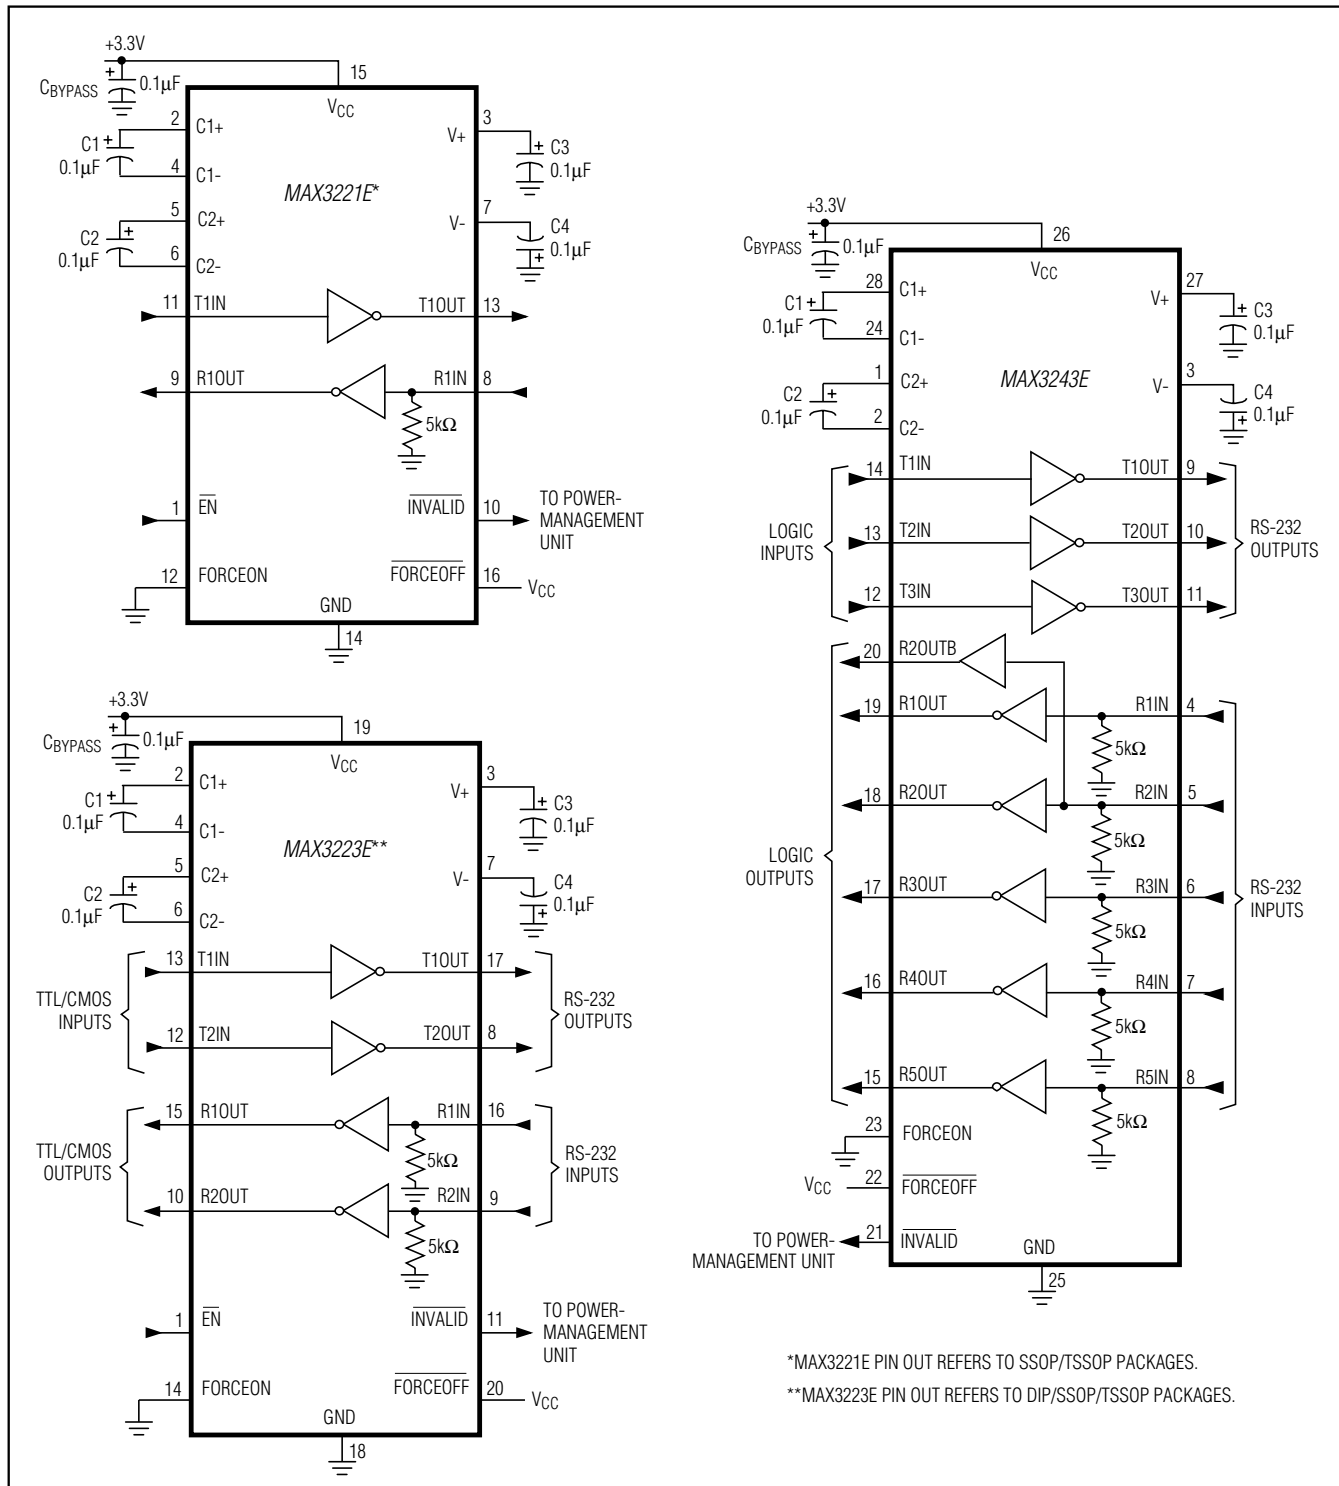 +3.3V
CBYPASS
+
0.1µF
15
VCC
2
C1+
C1
+
0.1µF
4
C1-
5
C2+
C2
+
0.1µF
6
C2-
3
V+
+
C3
0.1µF
7
V-
C4
0.1µF
+
MAX3221E*
11
T1IN
T1OUT
13
9
R1OUT
R1IN
8
5kΩ
1
EN
INVALID
10
TO POWER-
MANAGEMENT
UNIT
12
FORCEON
FORCEOFF
16
VCC
GND
14
+3.3V
CBYPASS
+
0.1µF
19
VCC
2
C1+
C1
+
0.1µF
4
C1-
5
C2+
C2
+
0.1µF
6
C2-
3
V+
+
C3
0.1µF
7
V-
C4
0.1µF
+
MAX3223E**
TTL/CMOS
INPUTS
13
T1IN
T1OUT
17
12
T2IN
T2OUT
8
RS-232
OUTPUTS
TTL/CMOS
OUTPUTS
15
R1OUT
R1IN
16
5kΩ
10
R2OUT
R2IN
9
5kΩ
RS-232
INPUTS
1
EN
INVALID
11
TO POWER-
MANAGEMENT
UNIT
14
FORCEON
FORCEOFF
20
VCC
GND
18
+3.3V
CBYPASS
+
0.1µF
26
VCC
28
C1+
C1
+
0.1µF
24
C1-
1
C2+
C2
+
0.1µF
2
C2-
27
V+
+
C3
0.1µF
3
V-
C4
0.1µF
+
MAX3243E
LOGIC
INPUTS
14
T1IN
T1OUT
9
13
T2IN
T2OUT
10
12
T3IN
T3OUT
11
RS-232
OUTPUTS
LOGIC
OUTPUTS
20
R2OUTB
19
R1OUT
R1IN
4
5kΩ
18
R2OUT
R2IN
5
5kΩ
17
R3OUT
R3IN
6
5kΩ
16
R4OUT
R4IN
7
5kΩ
15
R5OUT
R5IN
8
5kΩ
RS-232
INPUTS
23
FORCEON
VCC
22
FORCEOFF
TO POWER-
MANAGEMENT UNIT
21
INVALID
GND
25
*MAX3221E PIN OUT REFERS TO SSOP/TSSOP PACKAGES.
**MAX3223E PIN OUT REFERS TO DIP/SSOP/TSSOP PACKAGES.